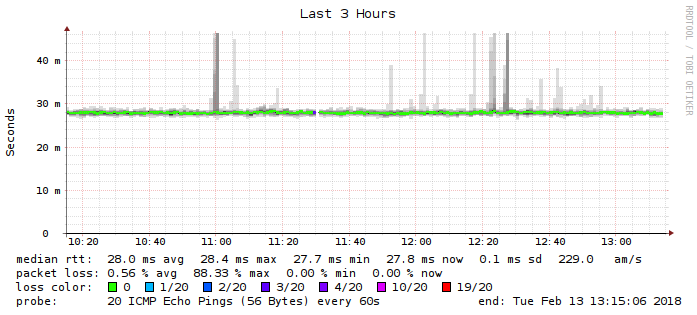 Last 3 Hours
RRDTOOL / TOBI OETIKER
Seconds
40 m
30 m
20 m
10 m
0
10:20 10:40 11:00 11:20 11:40 12:00 12:20 12:40 13:00
median rtt: 28.0 ms avg 28.4 ms max 27.7 ms min 27.8 ms now 0.1 ms sd 229.0 am/s
packet loss: 0.56 % avg 88.33 % max 0.00 % min 0.00 % now
loss color: 0 1/20 2/20 3/20 4/20 10/20 19/20
probe: 20 ICMP Echo Pings (56 Bytes) every 60s end: Tue Feb 13 13:15:06 2018